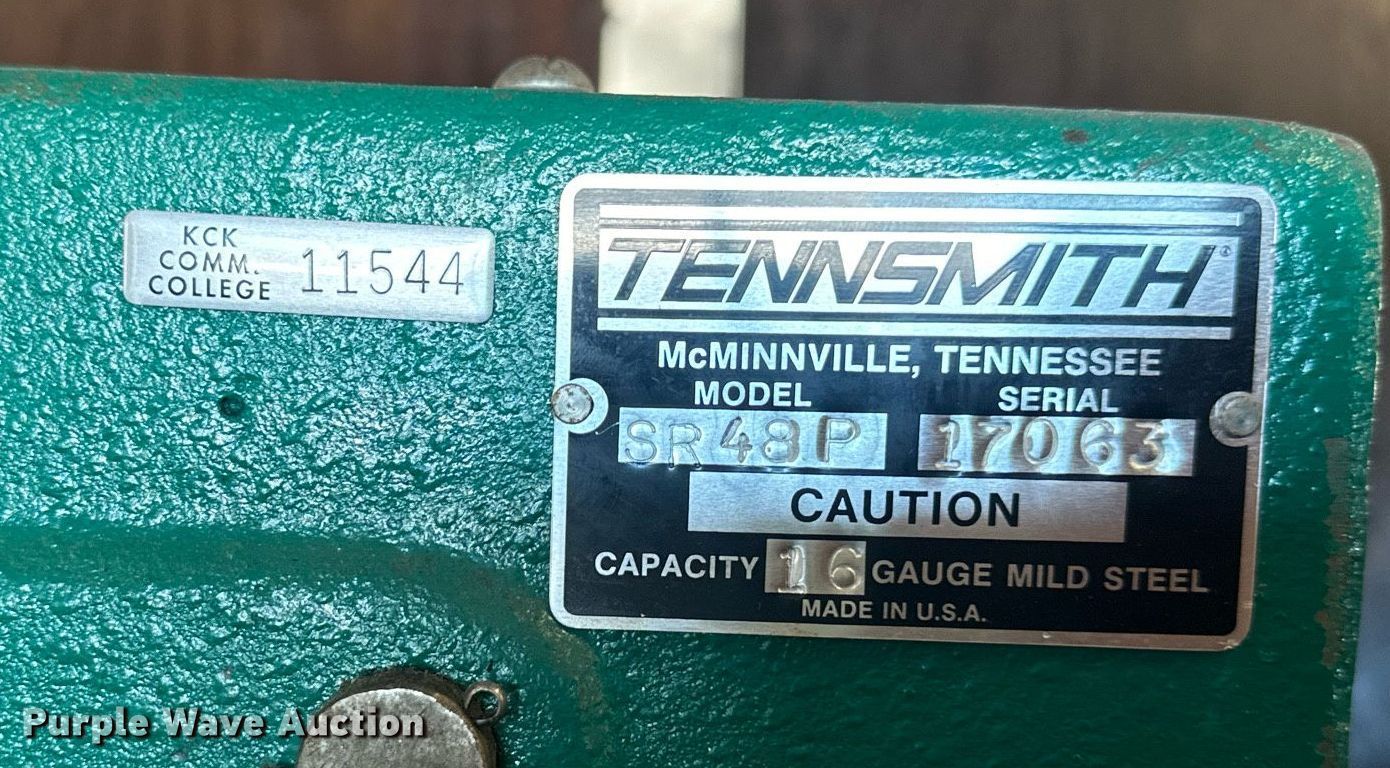 KCK
COMM.
COLLEGE
11544
TENNSMITH®
McMINNVILLE, TENNESSEE
MODEL SERIAL
SR48P 17063
CAUTION
CAPACITY 16 GAUGE MILD STEEL
MADE IN U.S.A.
Purple Wave Auction